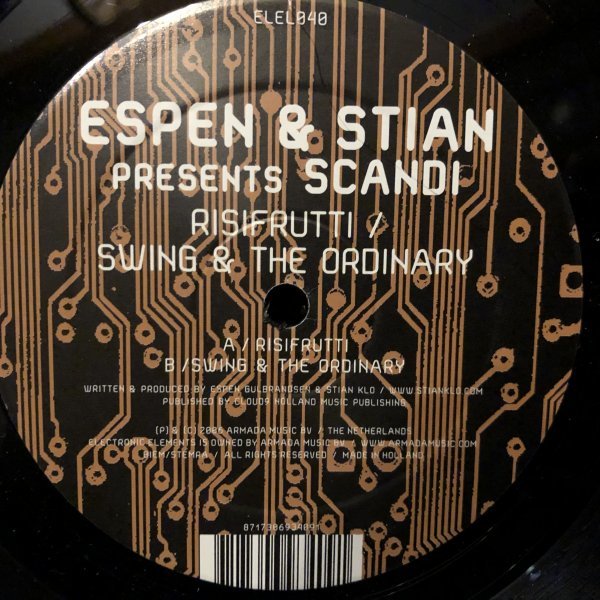 ELEL040
ESPEN & STIAN
PRESENTS SCANDI
RISIFRUTTI /
SWING & THE ORDINARY
A / RISIFRUTTI
B / SWING & THE ORDINARY
WRITTEN & PRODUCED BY ESPEN GULBRANDSEN & STIAN KLO / WWW.STIANKLO.COM
PUBLISHED BY CLOUD9 HOLLAND MUSIC PUBLISHING
(P) & (C) 2006 ARMADA MUSIC BV / THE NETHERLANDS
ELECTRONIC ELEMENTS IS OWNED BY ARMADA MUSIC BV / WWW.ARMADAMUSIC.COM
BIEM/STEMRA / ALL RIGHTS RESERVED / MADE IN HOLLAND
8717306934091